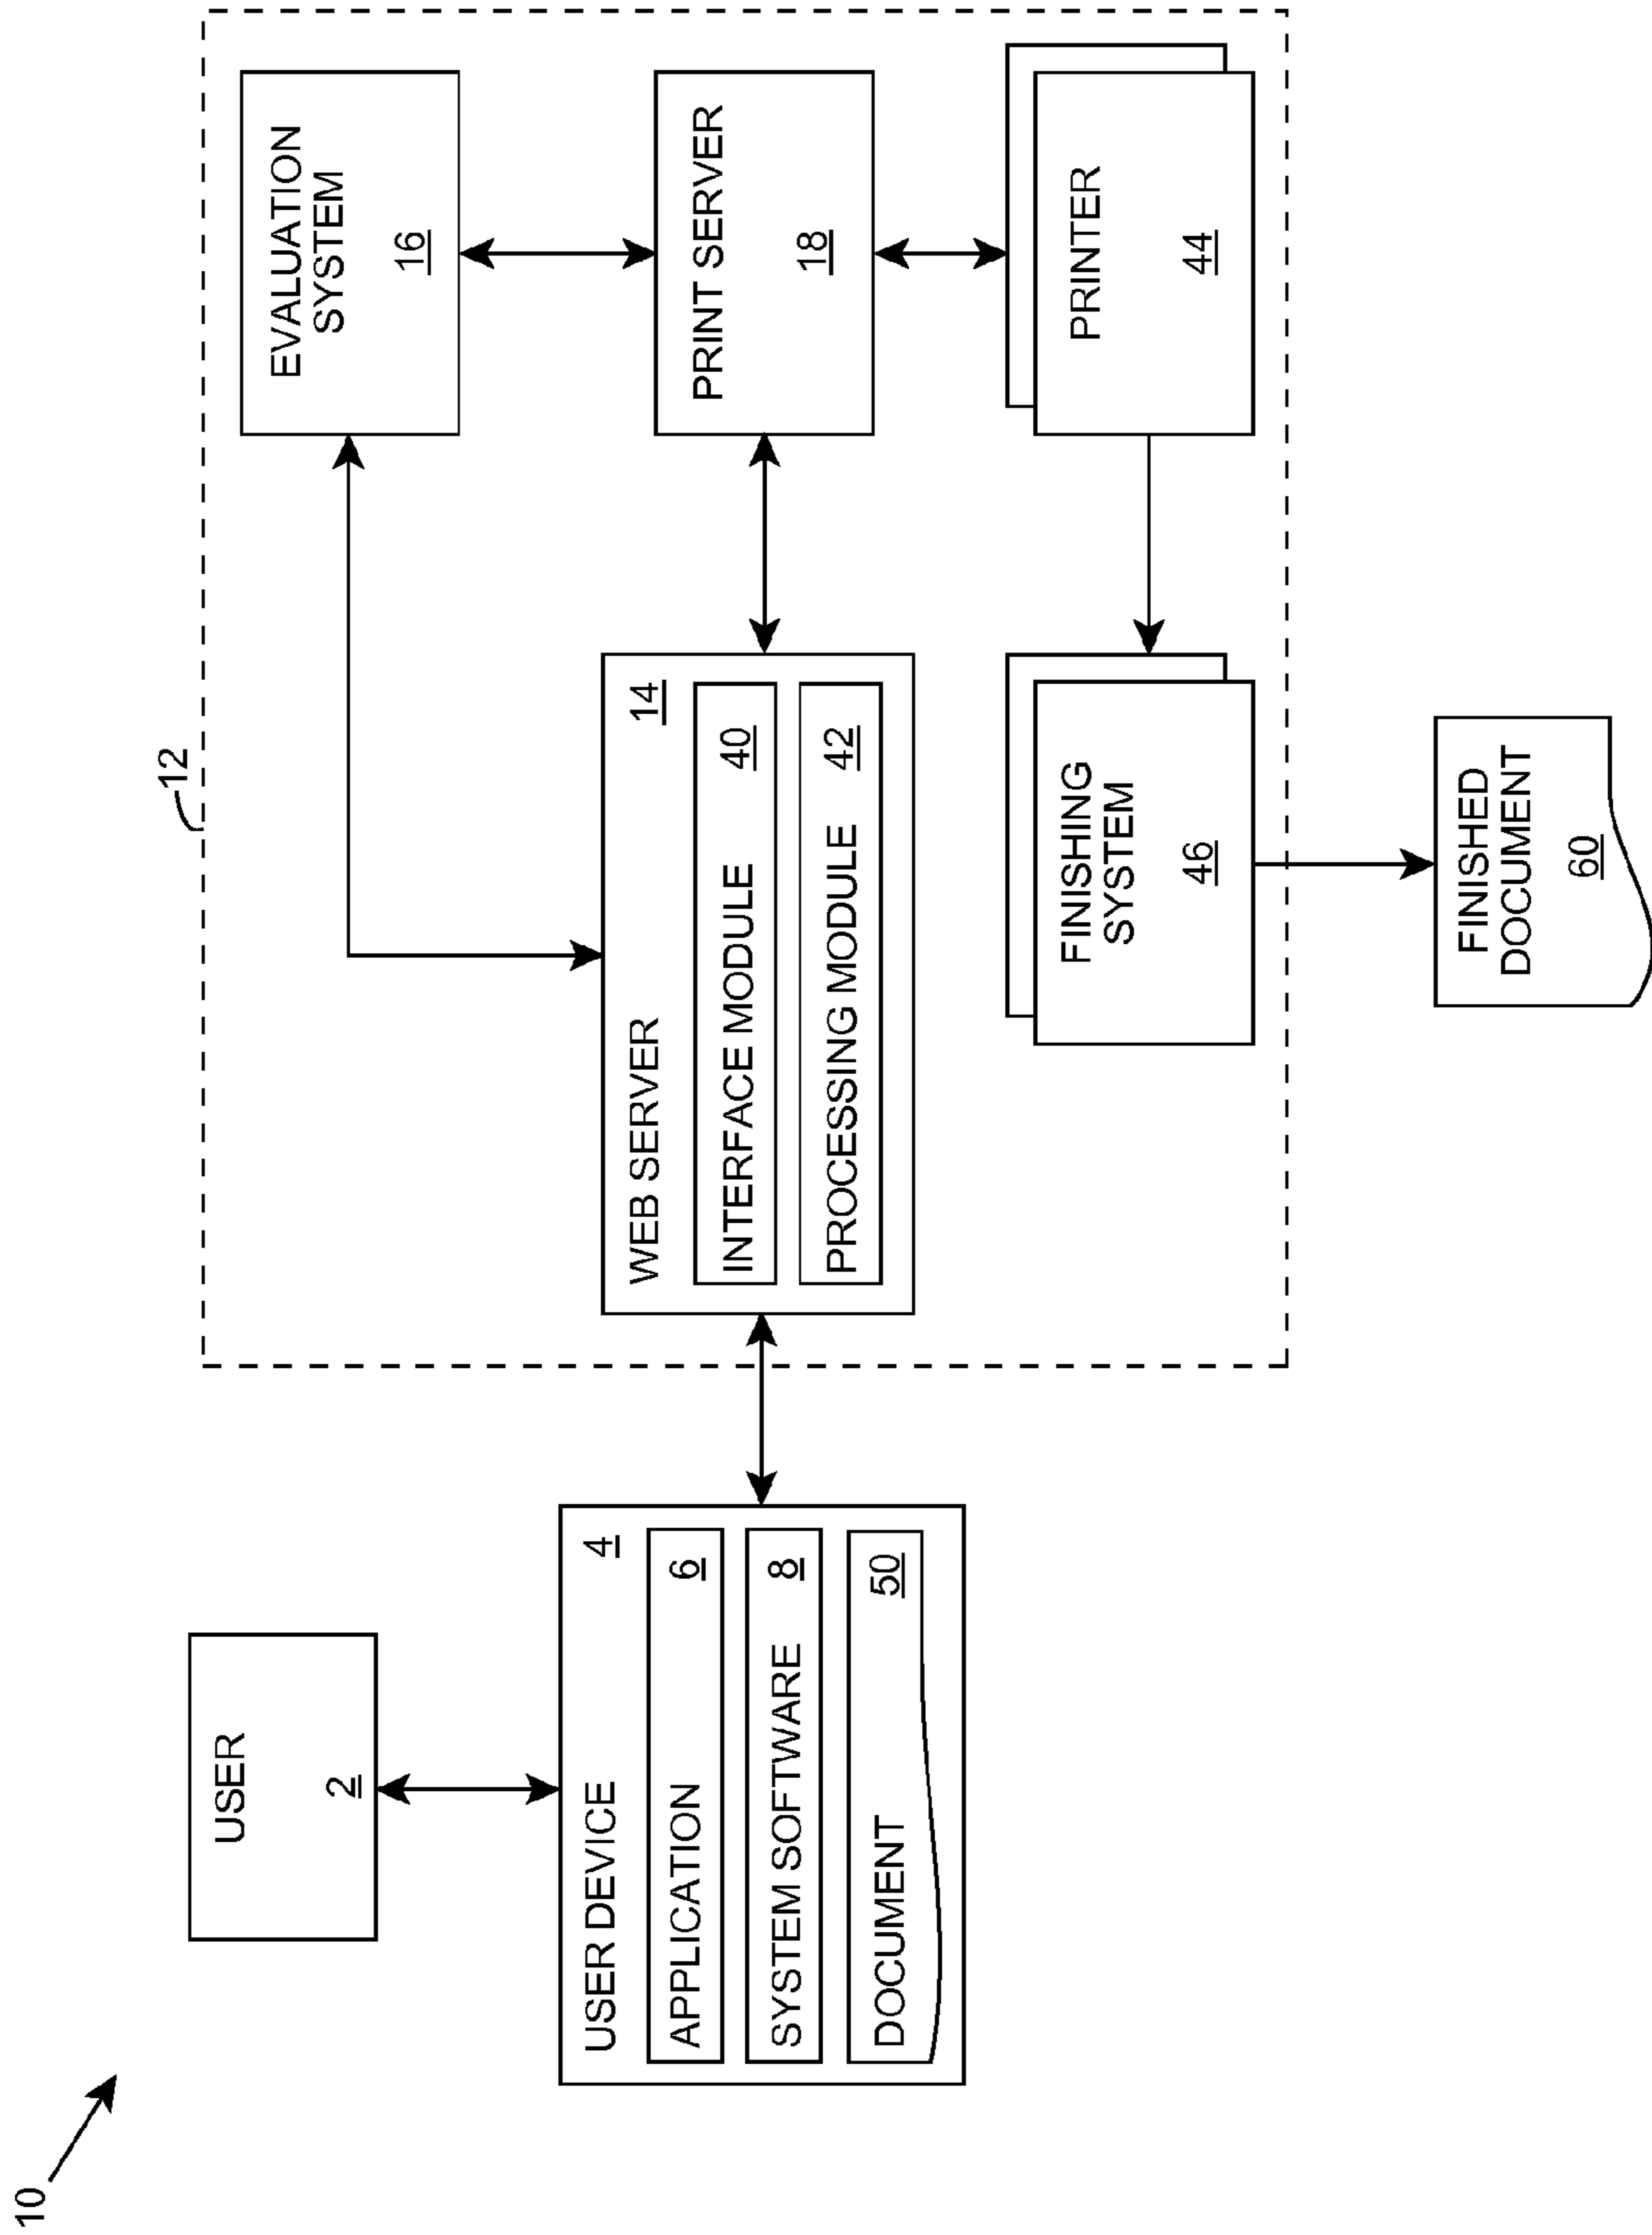 10
12
USER
2
USER DEVICE
4
APPLICATION
6
SYSTEM SOFTWARE
8
DOCUMENT
50
WEB SERVER
14
INTERFACE MODULE
40
PROCESSING MODULE
42
EVALUATION
SYSTEM
16
PRINT SERVER
18
PRINTER
44
FINISHING
SYSTEM
46
FINISHED
DOCUMENT
60